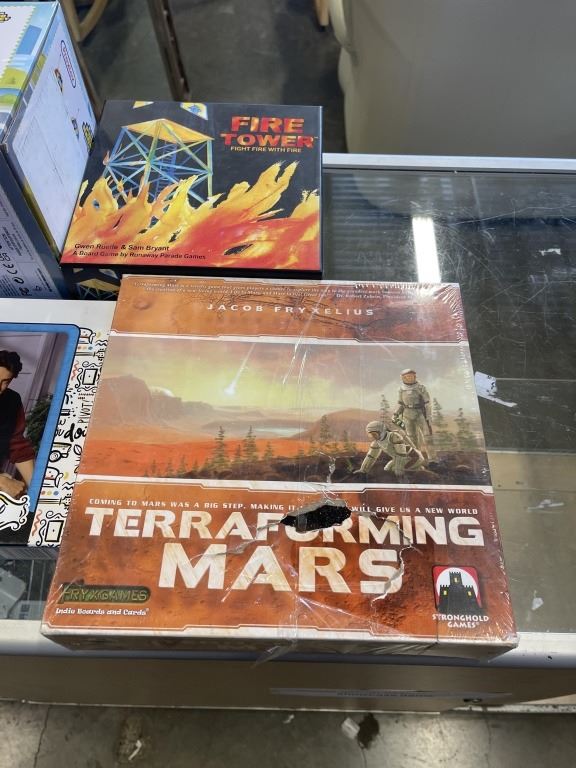 FIRE
TOWER™
FIGHT FIRE WITH FIRE
Gwen Ruelle & Sam Bryant
A Board Game by Runaway Parade Games
JACOB FRYXELIUS
COMING TO MARS WAS A BIG STEP. MAKING IT WILL GIVE US A NEW WORLD
TERRAFORMING
MARS
FRYXGAMES
Indie Boards and Cards
STRONGHOLD
GAMES